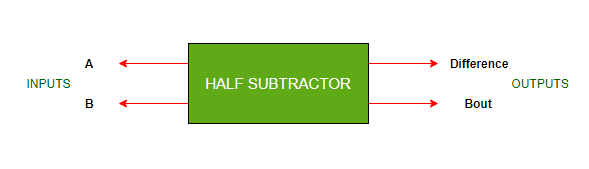 A
Difference
INPUTS
HALF SUBTRACTOR
OUTPUTS
B
Bout